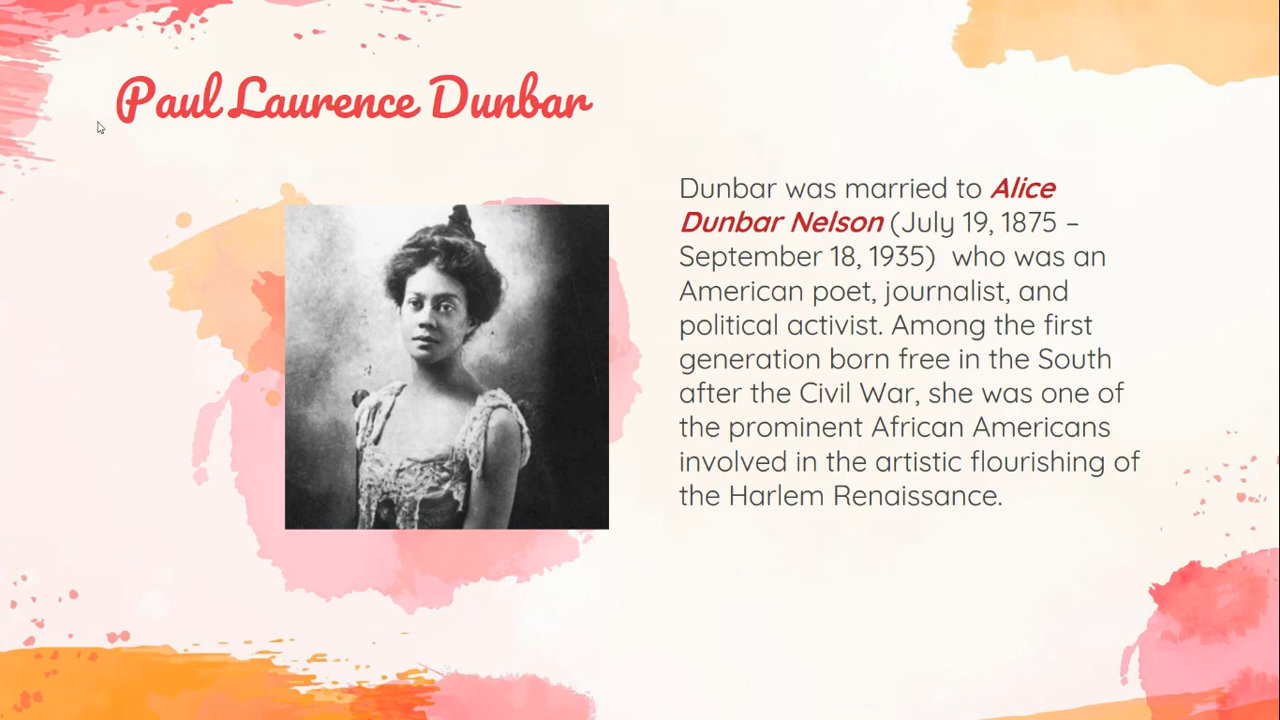 Paul Laurence Dunbar
Dunbar was married to Alice
Dunbar Nelson (July 19, 1875 –
September 18, 1935)  who was an
American poet, journalist, and
political activist. Among the first
generation born free in the South
after the Civil War, she was one of
the prominent African Americans
involved in the artistic flourishing of
the Harlem Renaissance.